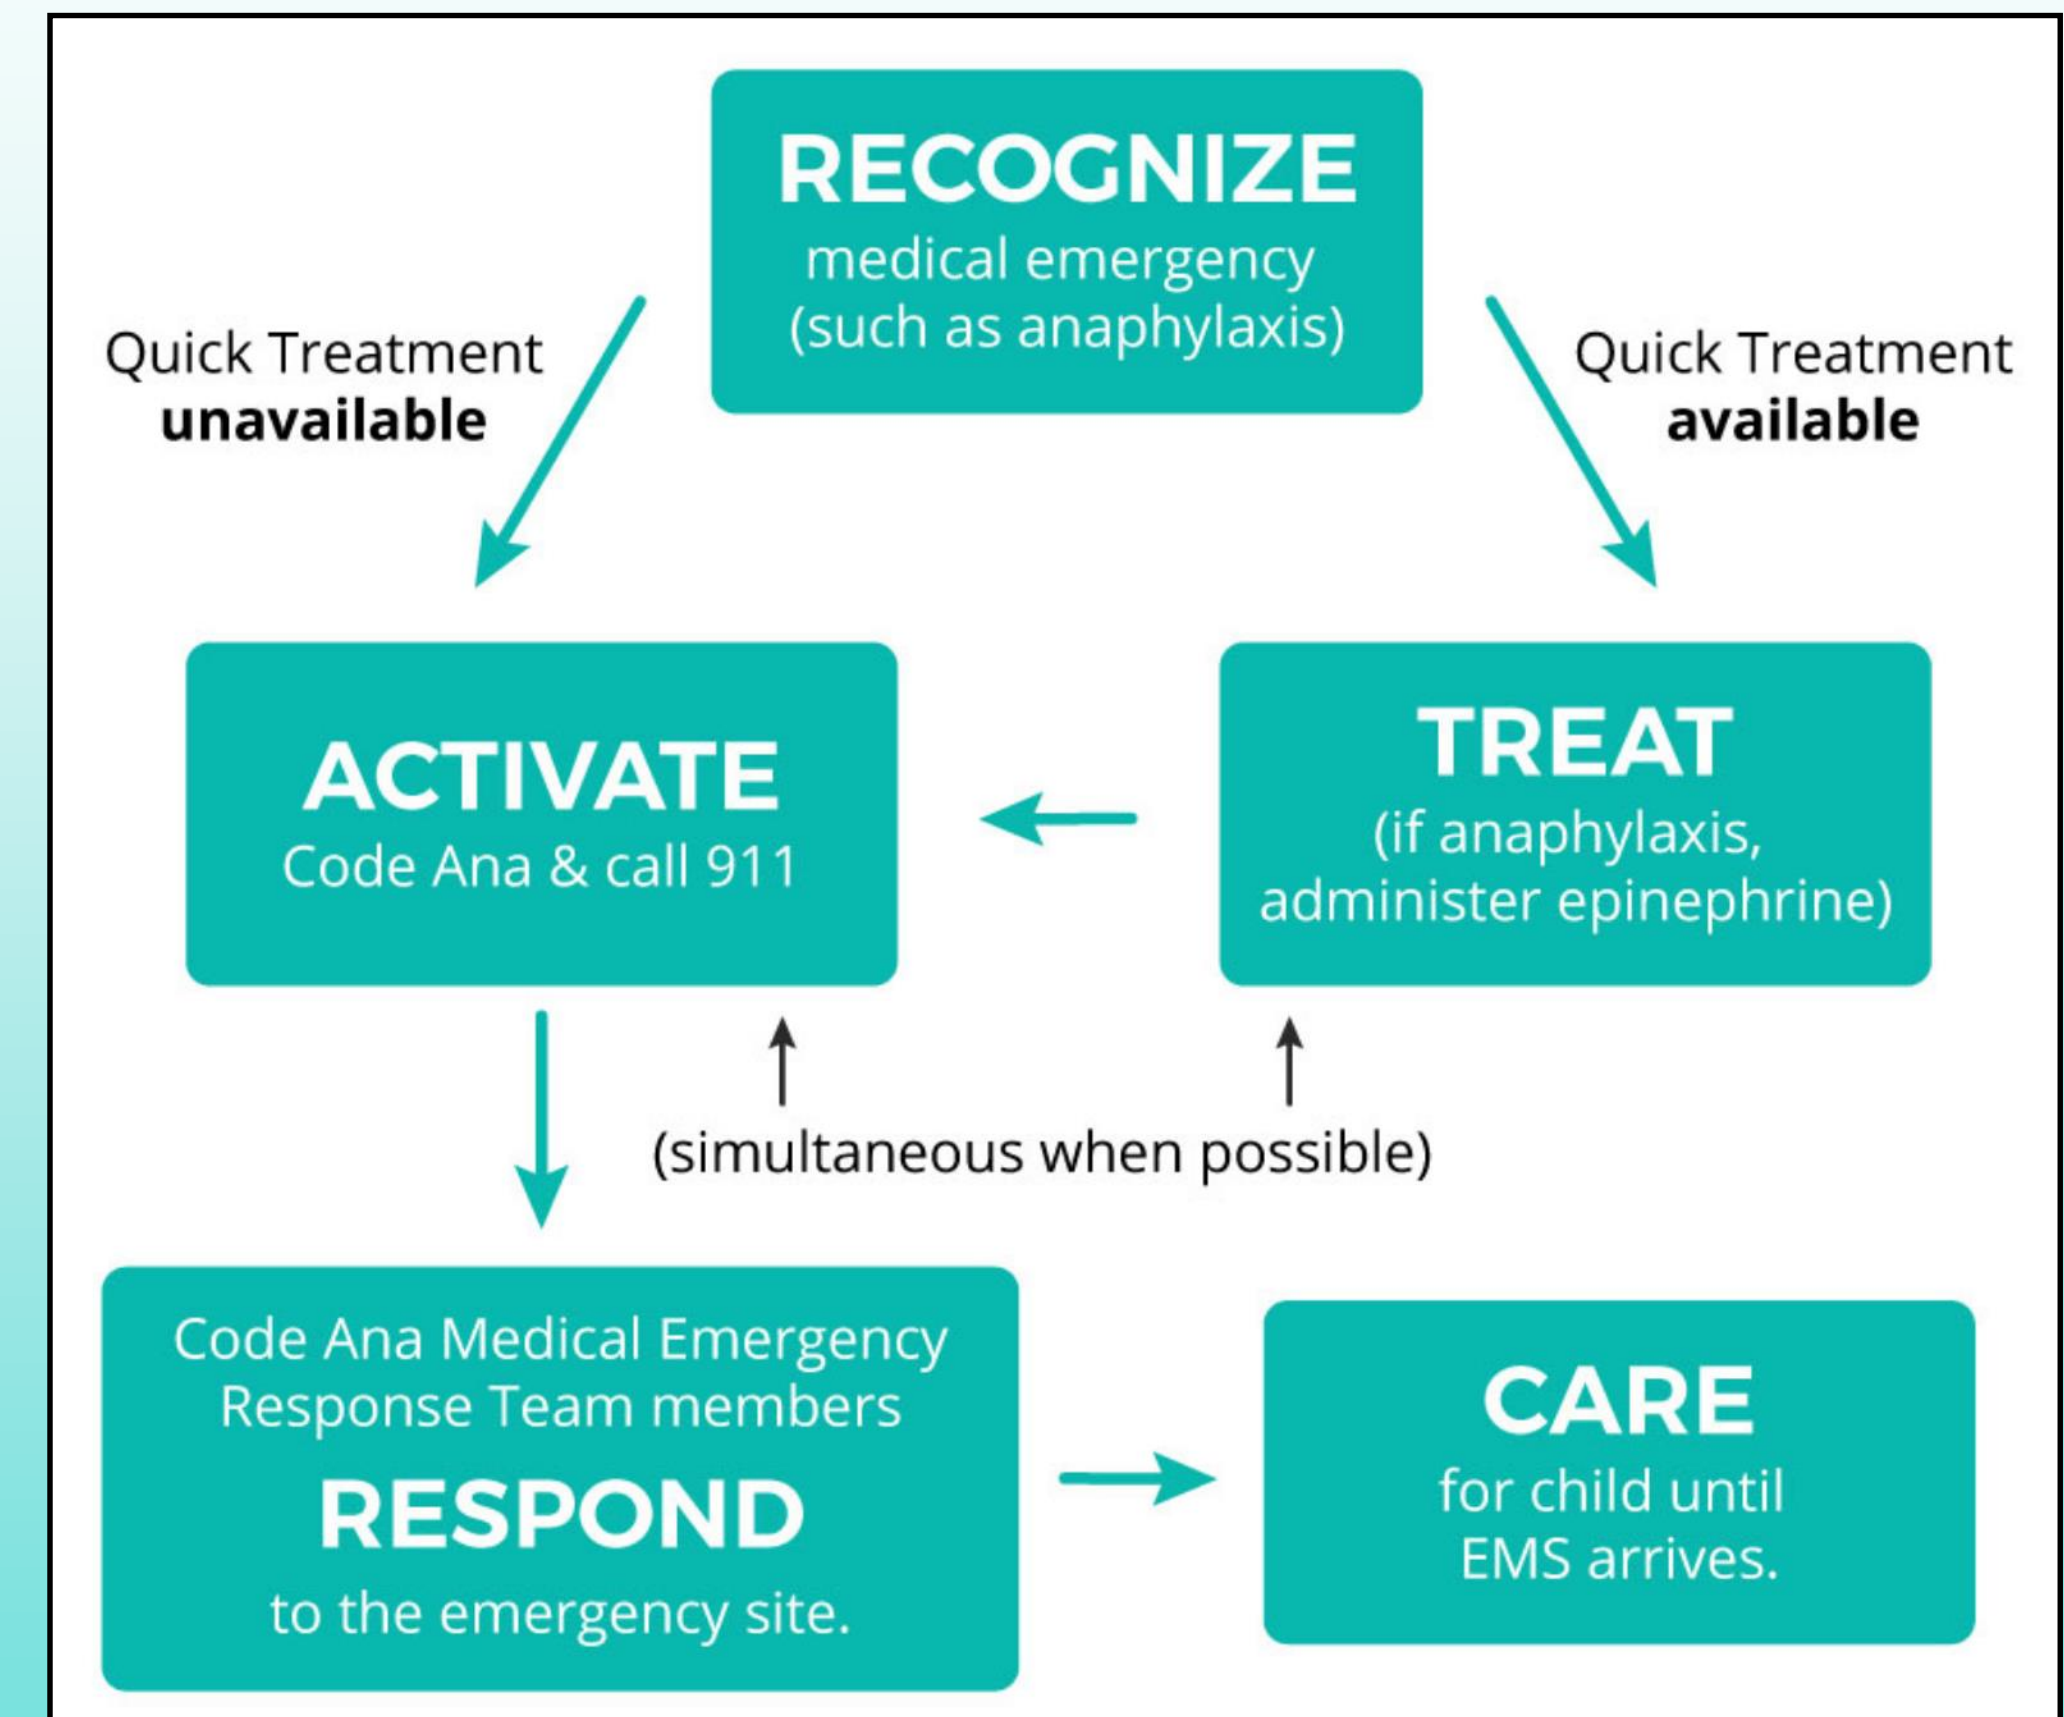 RECOGNIZE
medical emergency
(such as anaphylaxis)
Quick Treatment
unavailable
Quick Treatment
available
ACTIVATE
Code Ana & call 911
TREAT
(if anaphylaxis,
administer epinephrine)
(simultaneous when possible)
Code Ana Medical Emergency
Response Team members
RESPOND
to the emergency site.
CARE
for child until
EMS arrives.